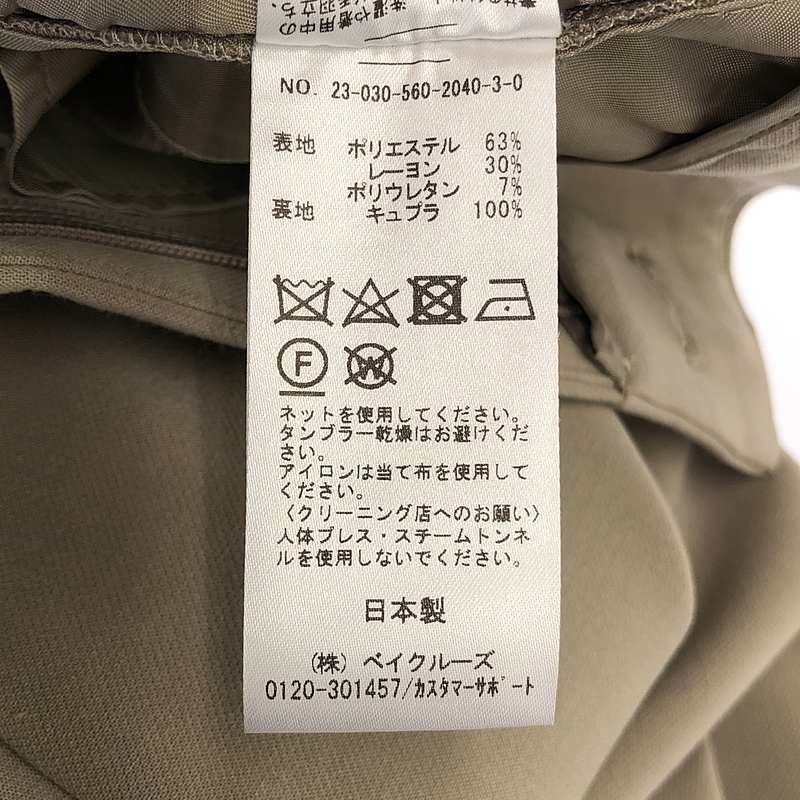 洗濯や着用中の
NO. 23-030-560-2040-3-0
表地 ポリエステル 63%
レーヨン 30%
ポリウレタン 7%
裏地 キュプラ 100%
F W
ネットを使用してください。
タンブラー乾燥はお避けくだ
さい。
アイロンは当て布を使用して
ください。
〈クリーニング店へのお願い〉
人体プレス・スチームトンネ
ルを使用しないでください。
日本製
(株) ベイクルーズ
0120-301457/カスタマーサポート